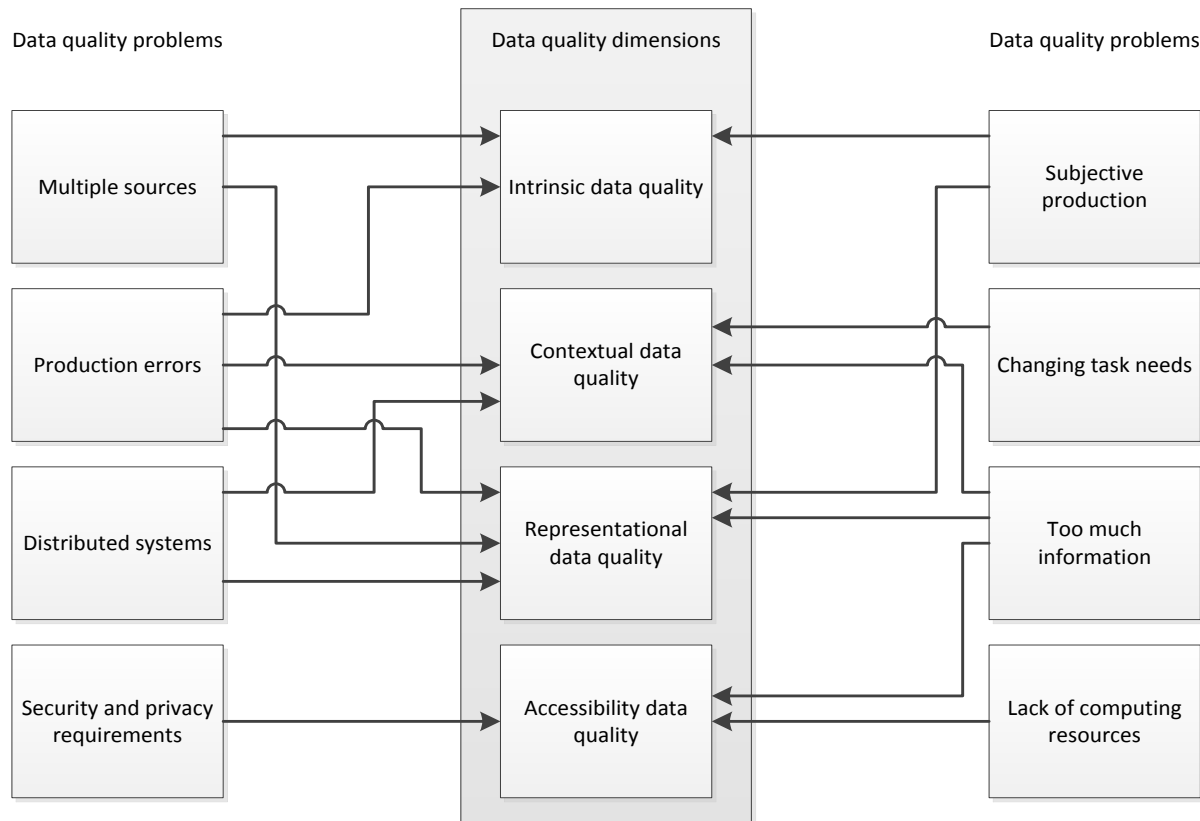 Data quality problems
Data quality dimensions
Data quality problems
Multiple sources
Intrinsic data quality
Subjective
production
Production errors
Contextual data
quality
Changing task needs
Distributed systems
Representational
data quality
Too much
information
Security and privacy
requirements
Accessibility data
quality
Lack of computing
resources